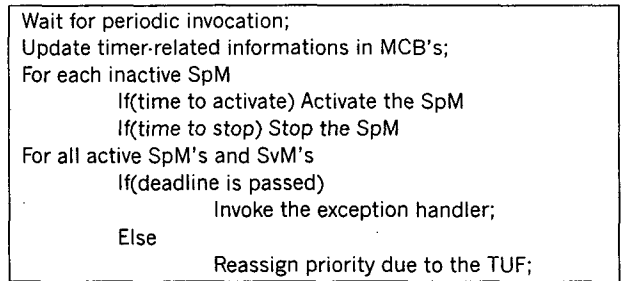 Wait for periodic invocation;
Update timer-related informations in MCB's;
For each inactive SpM
If(time to activate) Activate the SpM
If(time to stop) Stop the SpM
For all active SpM's and SvM's
If(deadline is passed)
Invoke the exception handler;
Else
Reassign priority due to the TUF;